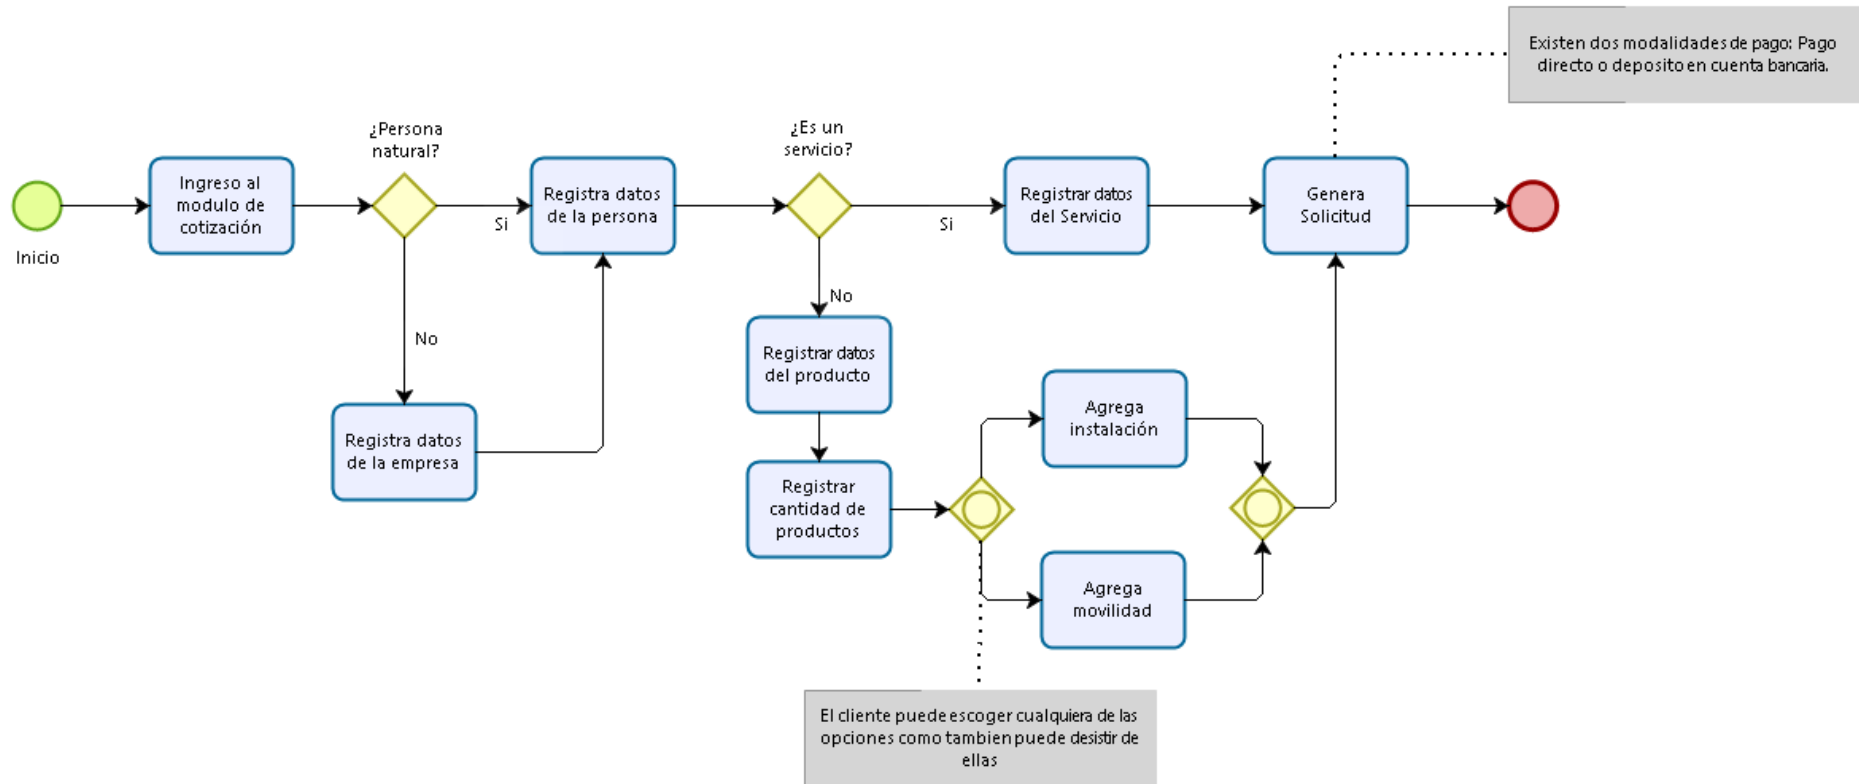 Existen dos modalidades de pago: Pago
directo o deposito en cuenta bancaria.
¿Persona
natural?
¿Es un
servicio?
Inicio
Ingreso al
modulo de
cotización
Si
Registra datos
de la persona
Si
Registrar datos
del Servicio
Genera
Solicitud
No
No
Registrar datos
del producto
Registra datos
de la empresa
Registrar
cantidad de
productos
Agrega
instalación
Agrega
movilidad
El cliente puede escoger cualquiera de las
opciones como tambien puede desistir de
ellas